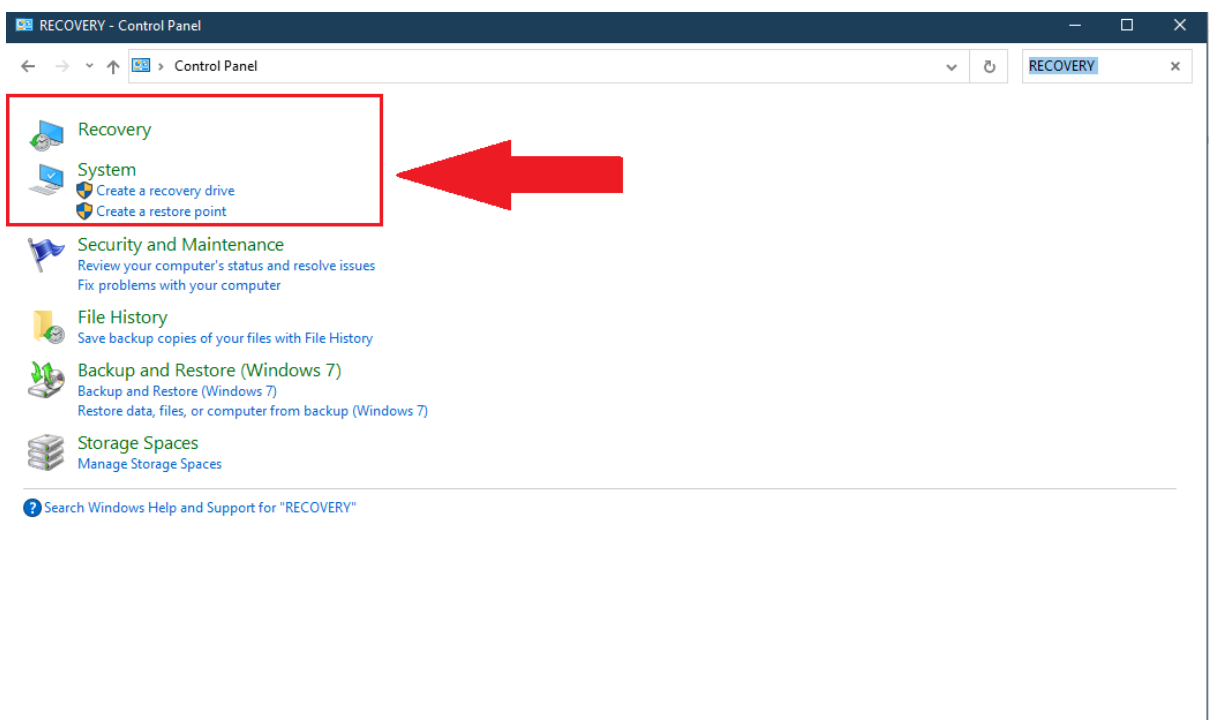 RECOVERY - Control Panel
Control Panel
RECOVERY
Recovery
System
Create a recovery drive
Create a restore point
Security and Maintenance
Review your computer's status and resolve issues
Fix problems with your computer
File History
Save backup copies of your files with File History
Backup and Restore (Windows 7)
Backup and Restore (Windows 7)
Restore data, files, or computer from backup (Windows 7)
Storage Spaces
Manage Storage Spaces
Search Windows Help and Support for "RECOVERY"